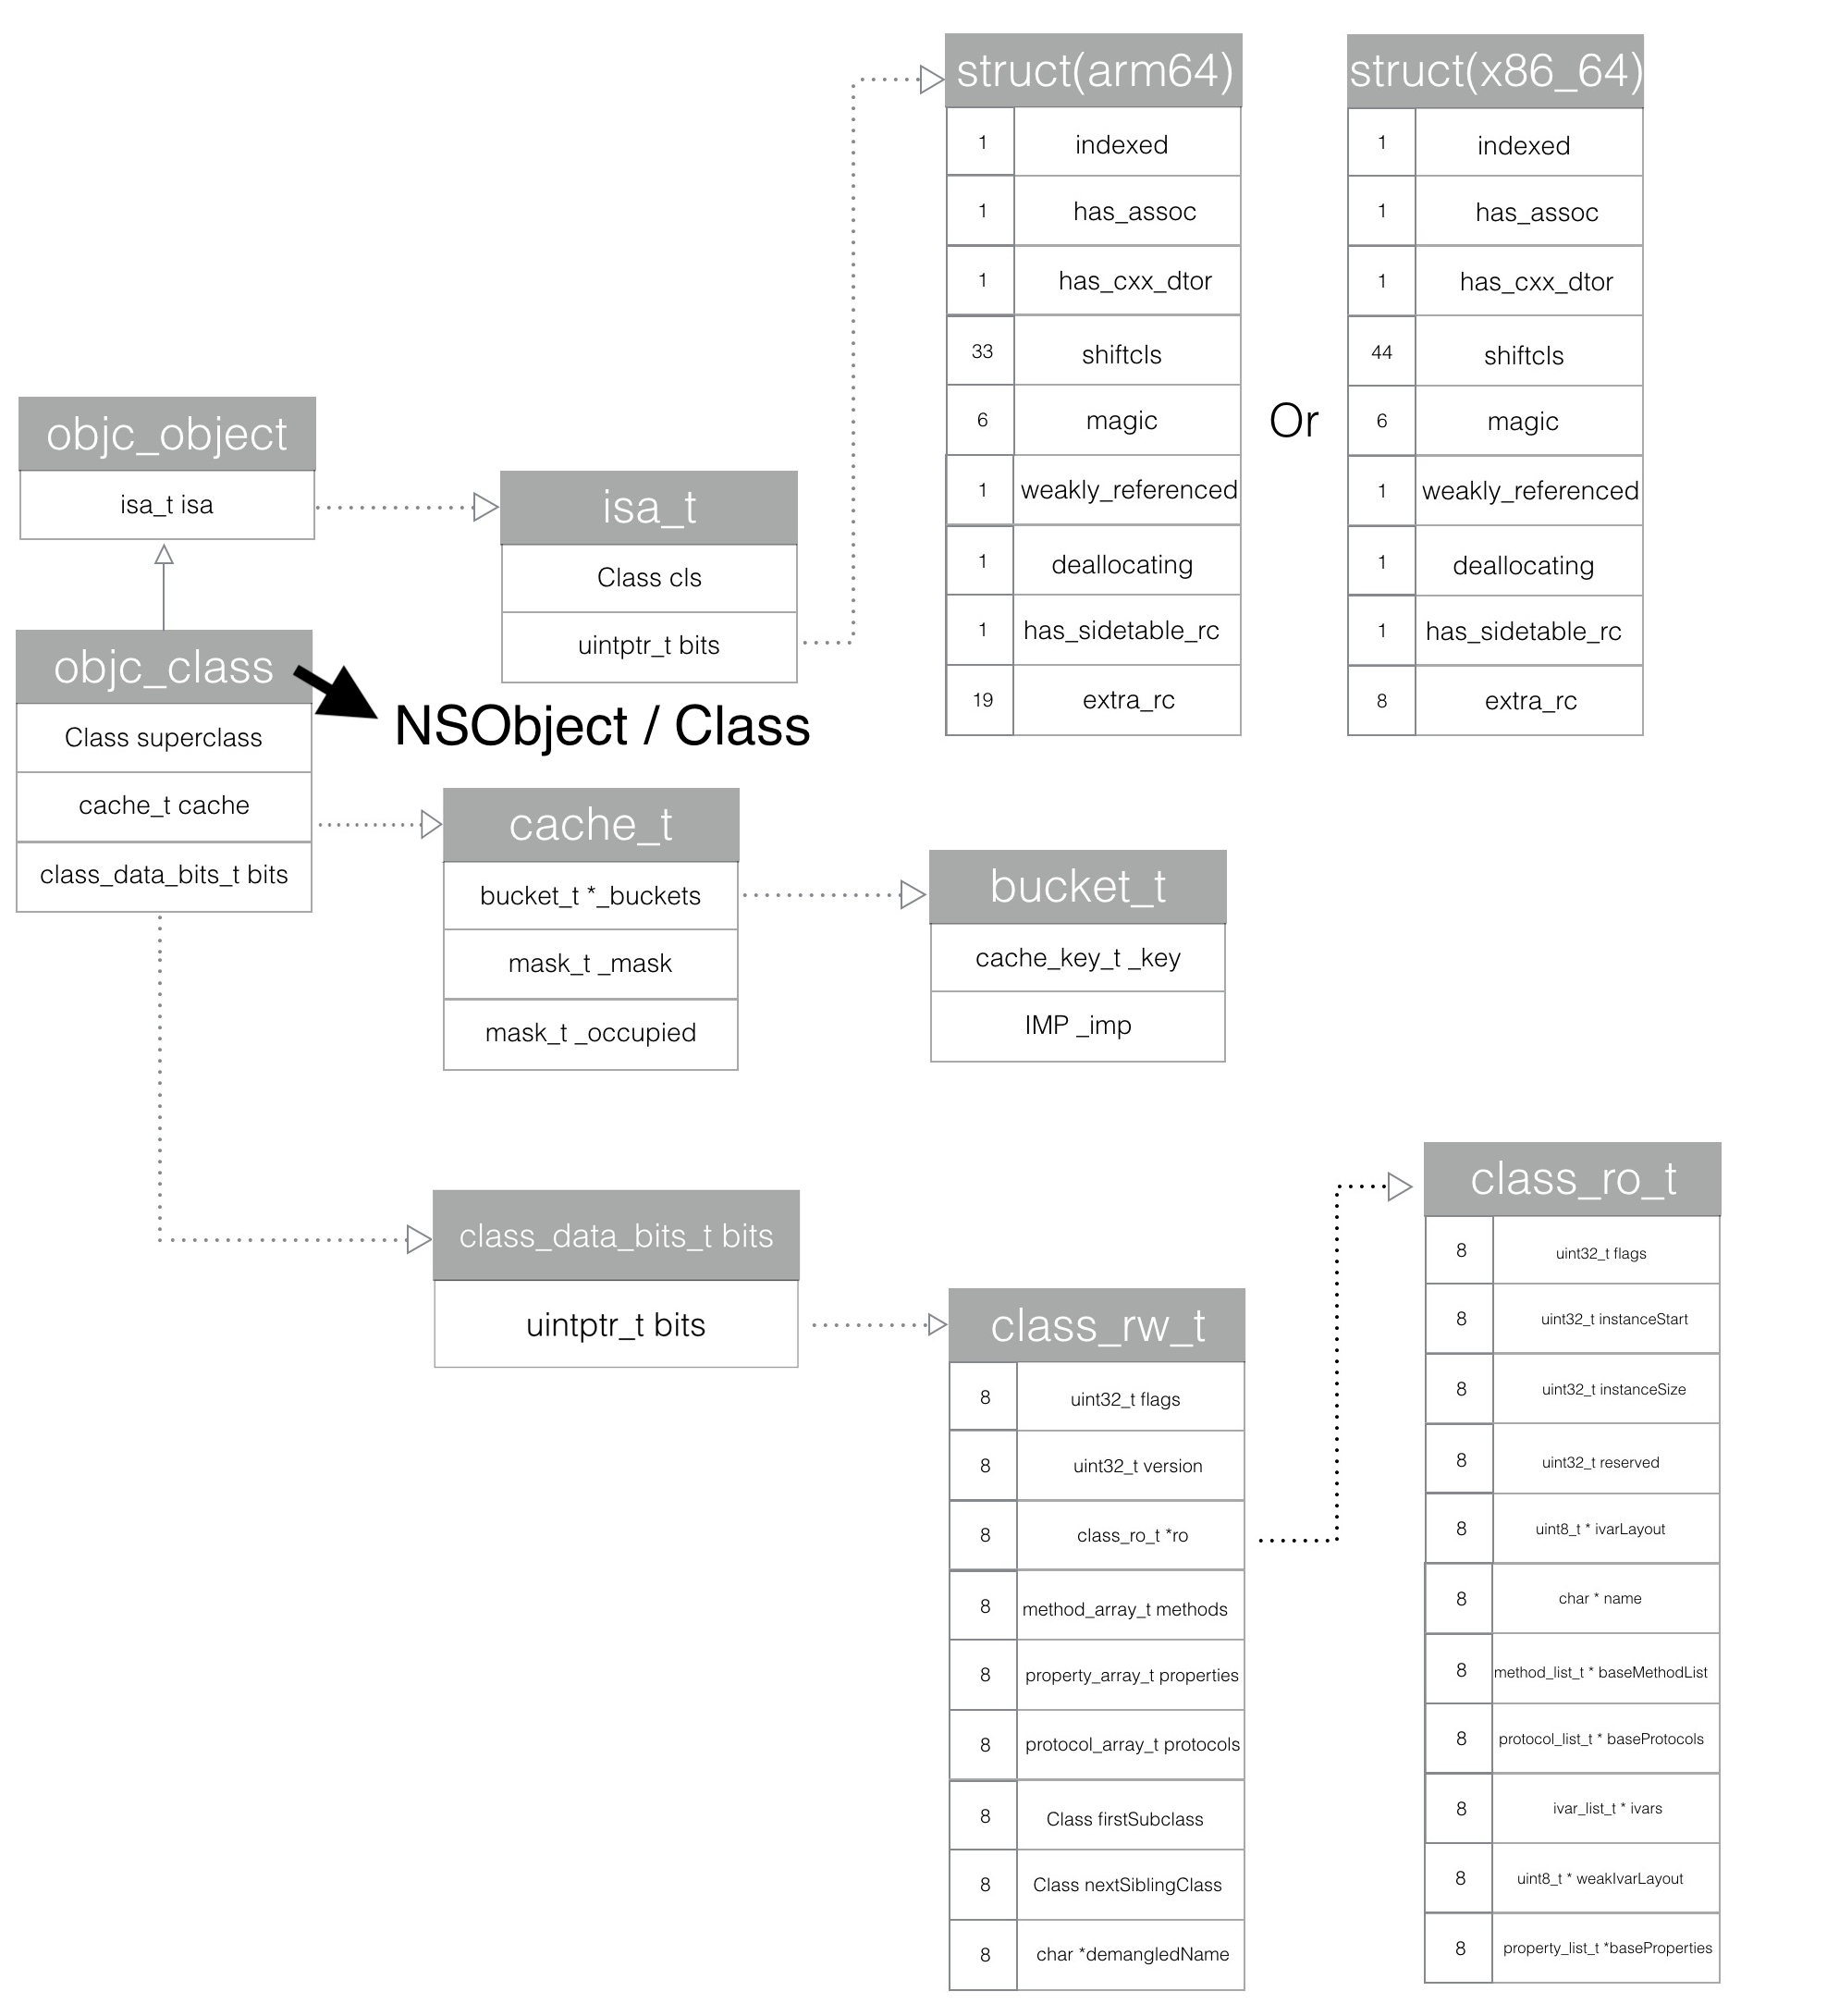 struct(arm64)
1 indexed
1 has_assoc
1 has_cxx_dtor
33 shiftcls
6 magic
1 weakly_referenced
1 deallocating
1 has_sidetable_rc
19 extra_rc
Or
struct(x86_64)
1 indexed
1 has_assoc
1 has_cxx_dtor
44 shiftcls
6 magic
1 weakly_referenced
1 deallocating
1 has_sidetable_rc
8 extra_rc
objc_object
isa_t isa
isa_t
Class cls
uintptr_t bits
objc_class
Class superclass
cache_t cache
class_data_bits_t bits
NSObject / Class
cache_t
bucket_t *_buckets
mask_t _mask
mask_t _occupied
bucket_t
cache_key_t _key
IMP _imp
class_data_bits_t bits
uintptr_t bits
class_rw_t
8 uint32_t flags
8 uint32_t version
8 class_ro_t *ro
8 method_array_t methods
8 property_array_t properties
8 protocol_array_t protocols
8 Class firstSubclass
8 Class nextSiblingClass
8 char *demangledName
class_ro_t
8 uint32_t flags
8 uint32_t instanceStart
8 uint32_t instanceSize
8 uint32_t reserved
8 uint8_t * ivarLayout
8 char * name
8 method_list_t * baseMethodList
8 protocol_list_t * baseProtocols
8 ivar_list_t * ivars
8 uint8_t * weakIvarLayout
8 property_list_t *baseProperties